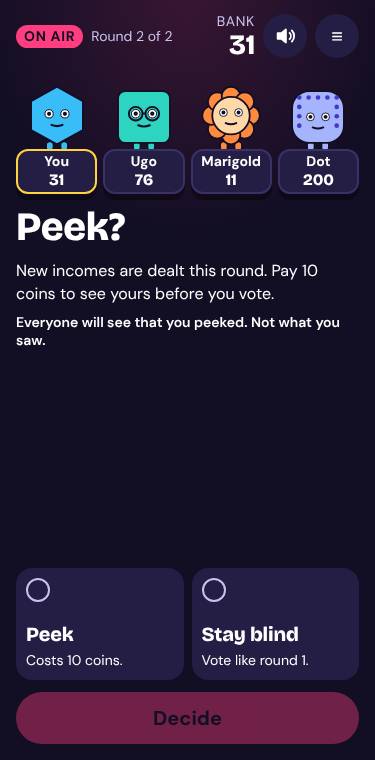 ON AIR Round 2 of 2 BANK
31
You Ugo Marigold Dot
31 76 11 200
Peek?
New incomes are dealt this round. Pay 10
coins to see yours before you vote.
Everyone will see that you peeked. Not what you
saw.
Peek Stay blind
Costs 10 coins. Vote like round 1.
Decide